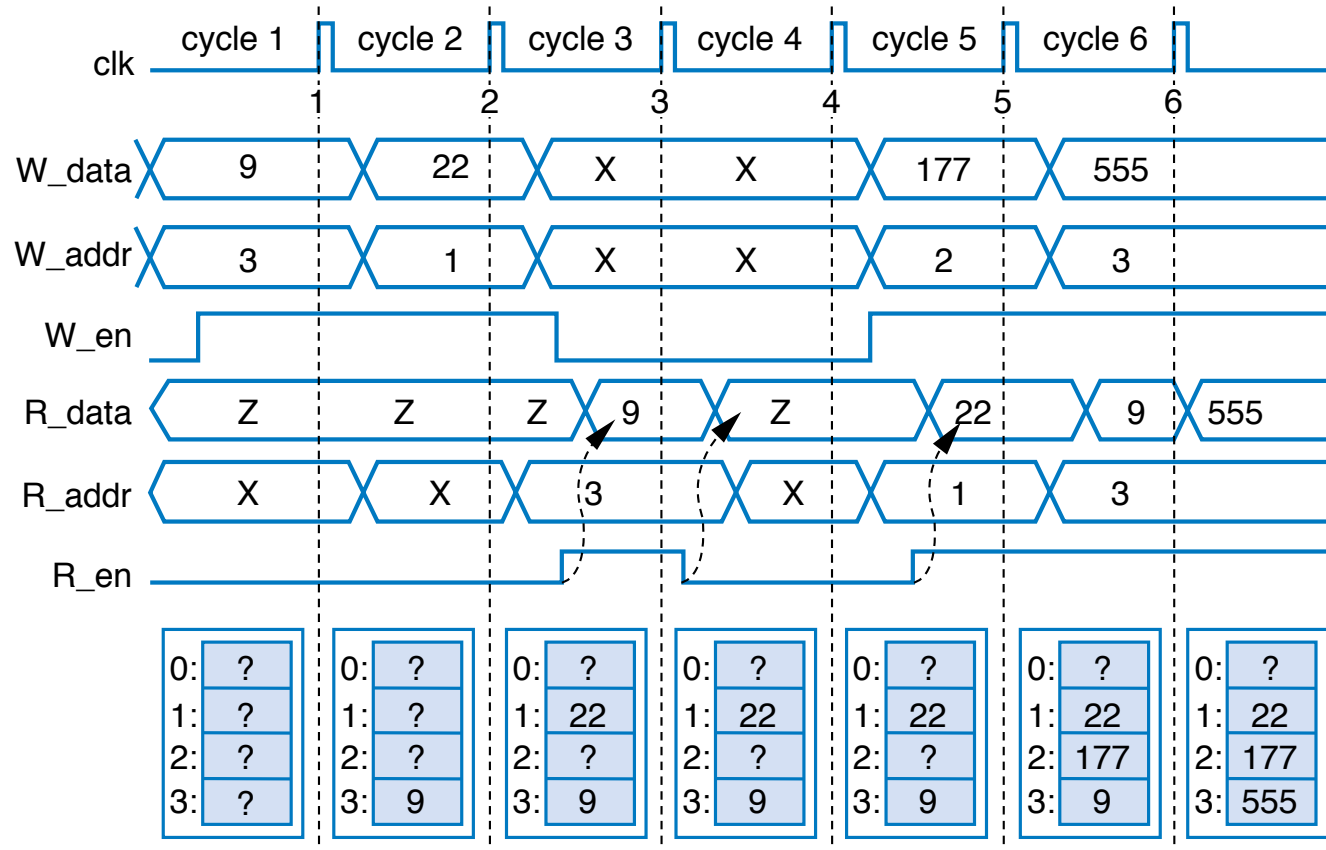 cycle 1 cycle 2 cycle 3 cycle 4 cycle 5 cycle 6
clk
1 2 3 4 5 6
W_data 9 22 X X 177 555
W_addr 3 1 X X 2 3
W_en
R_data Z Z Z 9 Z 22 9 555
R_addr X X 3 X 1 3
R_en
0: ? 0: ? 0: ? 0: ? 0: ? 0: ? 0: ?
1: ? 1: ? 1: 22 1: 22 1: 22 1: 22 1: 22
2: ? 2: ? 2: ? 2: ? 2: ? 2: 177 2: 177
3: ? 3: 9 3: 9 3: 9 3: 9 3: 9 3: 555